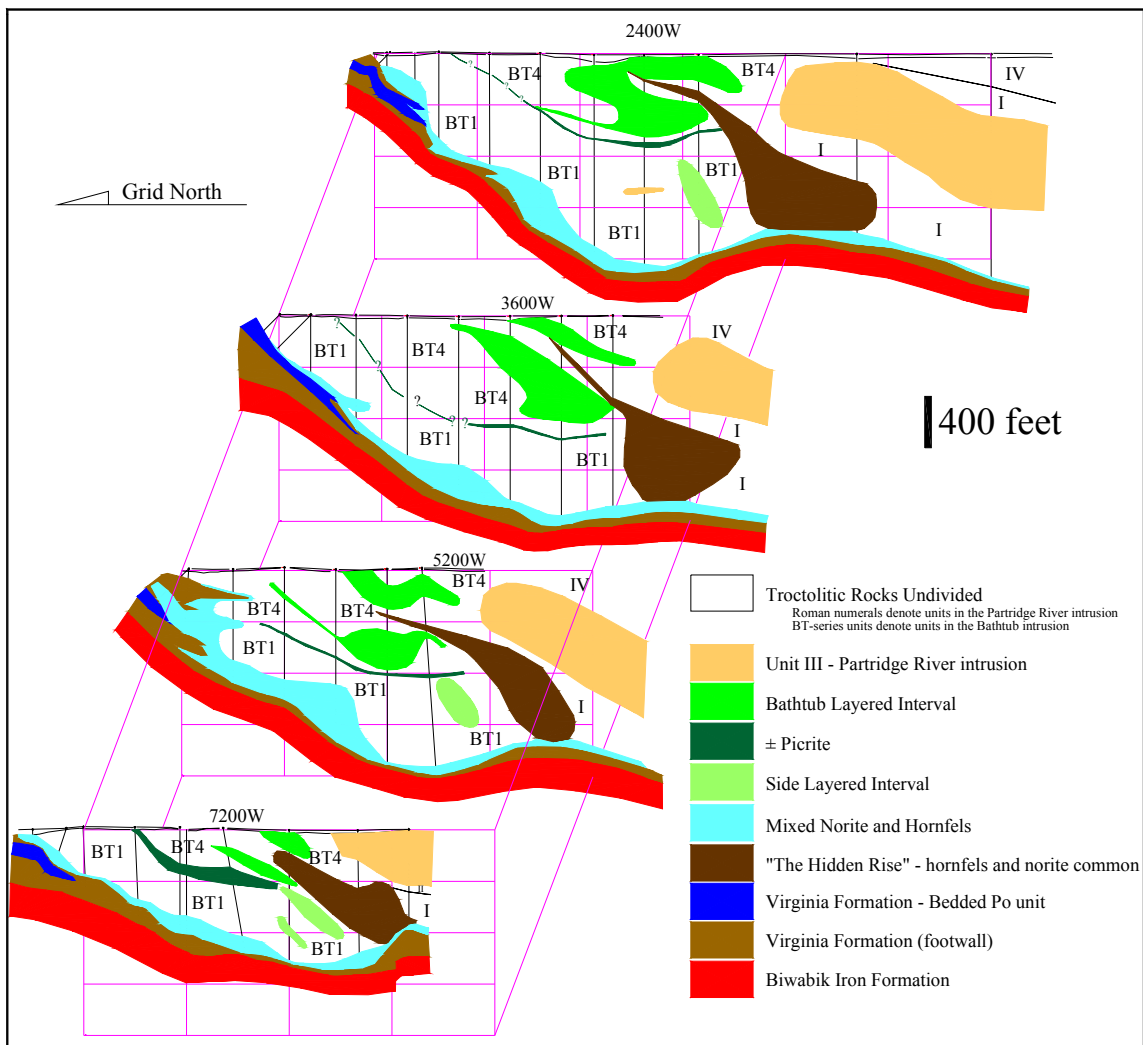 2400W
BT4
BT4
IV
I
BT1
I
BT1
BT1
BT1
I
Grid North
?
?
?
3600W
?
BT1
BT4
BT4
IV
?
?
BT4
? ?
BT1
BT1
I
I
400 feet
5200W
BT4
IV
BT4
BT4
BT1
BT1
I
BT1
7200W
BT1
BT4
BT4
II
BT1
I
BT1
Troctolitic Rocks Undivided
Roman numerals denote units in the Partridge River intrusion
BT-series units denote units in the Bathtub intrusion
Unit III - Partridge River intrusion
Bathtub Layered Interval
± Picrite
Side Layered Interval
Mixed Norite and Hornfels
"The Hidden Rise" - hornfels and norite common
Virginia Formation - Bedded Po unit
Virginia Formation (footwall)
Biwabik Iron Formation